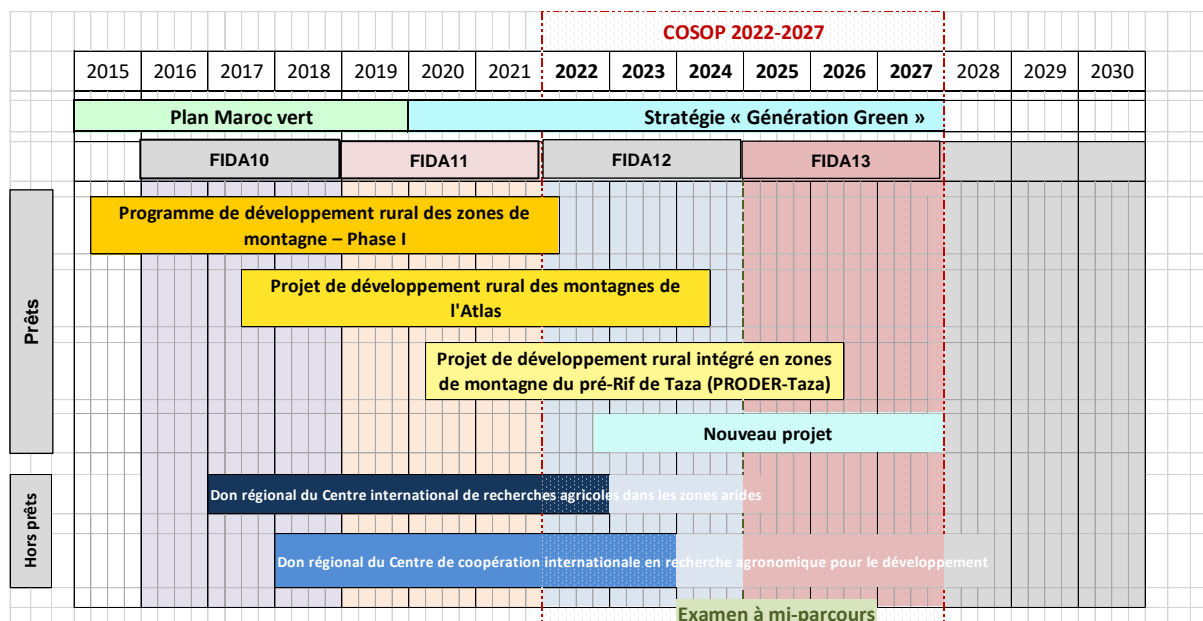 COSOP 2022-2027
2015 2016 2017 2018 2019 2020 2021 2022 2023 2024 2025 2026 2027 2028 2029 2030
Plan Maroc vert
Stratégie « Génération Green »
FIDA10 FIDA11 FIDA12 FIDA13
Prêts
Programme de développement rural des zones de
montagne – Phase I
Projet de développement rural des montagnes de
l'Atlas
Projet de développement rural intégré en zones
de montagne du pré-Rif de Taza (PRODER-Taza)
Nouveau projet
Hors prêts
Don régional du Centre international de recherches agricoles dans les zones arides
Don régional du Centre de coopération internationale en recherche agronomique pour le développement
Examen à mi-parcours